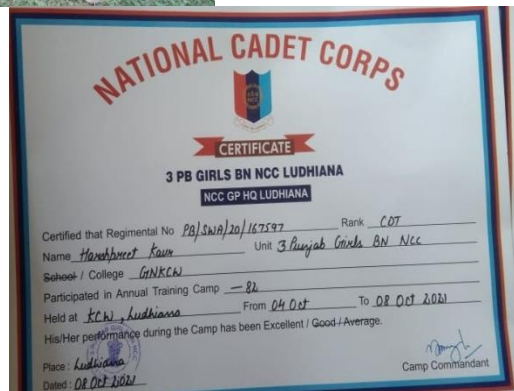 NATIONAL CADET CORPS
CERTIFICATE
3 PB GIRLS BN NCC LUDHIANA
NCC GP HQ LUDHIANA
Certified that Regimental No PB/SWA/20/167597 Rank CDT
Name Harshpreet Kaur Unit 3 Punjab Girls BN NCC
School / College GNKCW
Participated in Annual Training Camp - 82
Held at KCW, Ludhiana From 04 Oct To 08 Oct 2021
His/Her performance during the Camp has been Excellent / Good / Average.
Place : Ludhiana
Camp Commandant
Dated : 08 Oct 2021